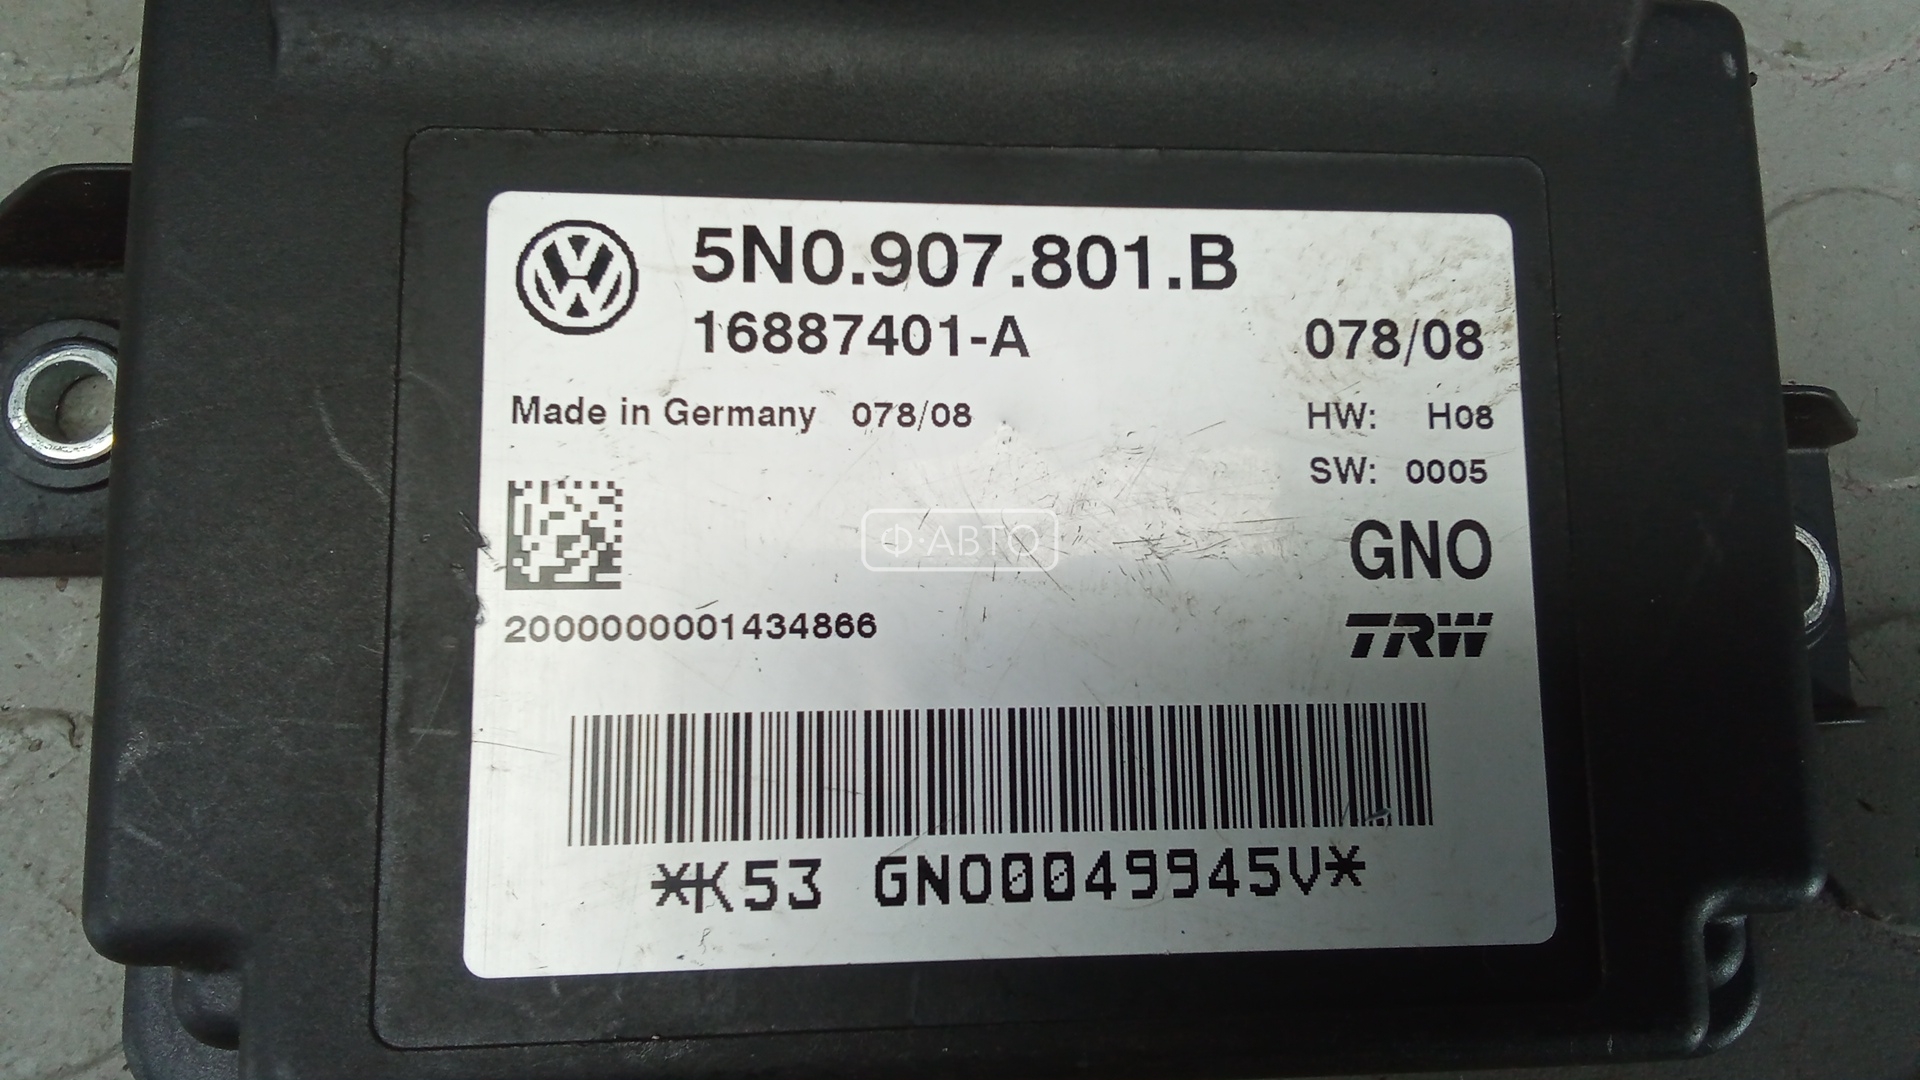 5N0.907.801.B
16887401-A 078/08
Made in Germany 078/08 HW: H08
SW: 0005
GNO
Ф·АВТО
2000000001434866
TRW
*K53 GNO0049945V*